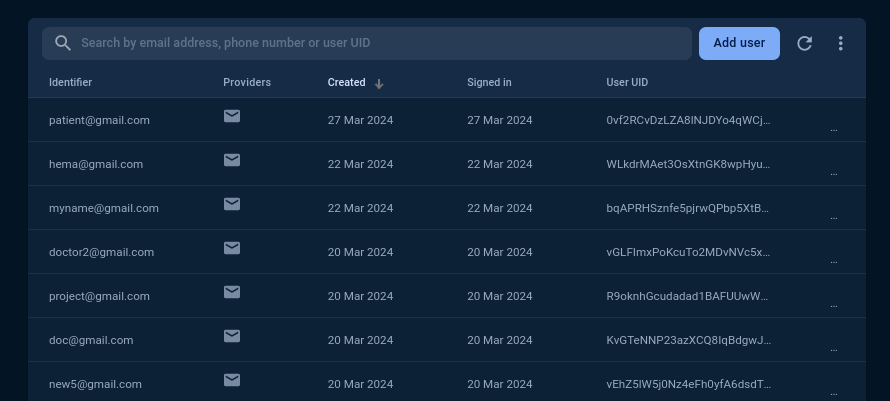 Search by email address, phone number or user UID Add user
Identifier Providers Created Signed in User UID
patient@gmail.com 27 Mar 2024 27 Mar 2024 0vf2RCvDzLZA8INJDYo4qWCj... ...
hema@gmail.com 22 Mar 2024 22 Mar 2024 WLkdrMAet3OsXtnGK8wpHyu... ...
myname@gmail.com 22 Mar 2024 22 Mar 2024 bqAPRHSznfe5pjrwQPbp5XtB... ...
doctor2@gmail.com 20 Mar 2024 20 Mar 2024 vGLFImxPoKcuTo2MDvNVc5x... ...
project@gmail.com 20 Mar 2024 20 Mar 2024 R9oknhGcudadad1BAFUUwW... ...
doc@gmail.com 20 Mar 2024 20 Mar 2024 KvGTeNNP23azXCQ8IqBdgwJ... ...
new5@gmail.com 20 Mar 2024 20 Mar 2024 vEhZ5lW5j0Nz4eFh0yfA6dsdT... ...